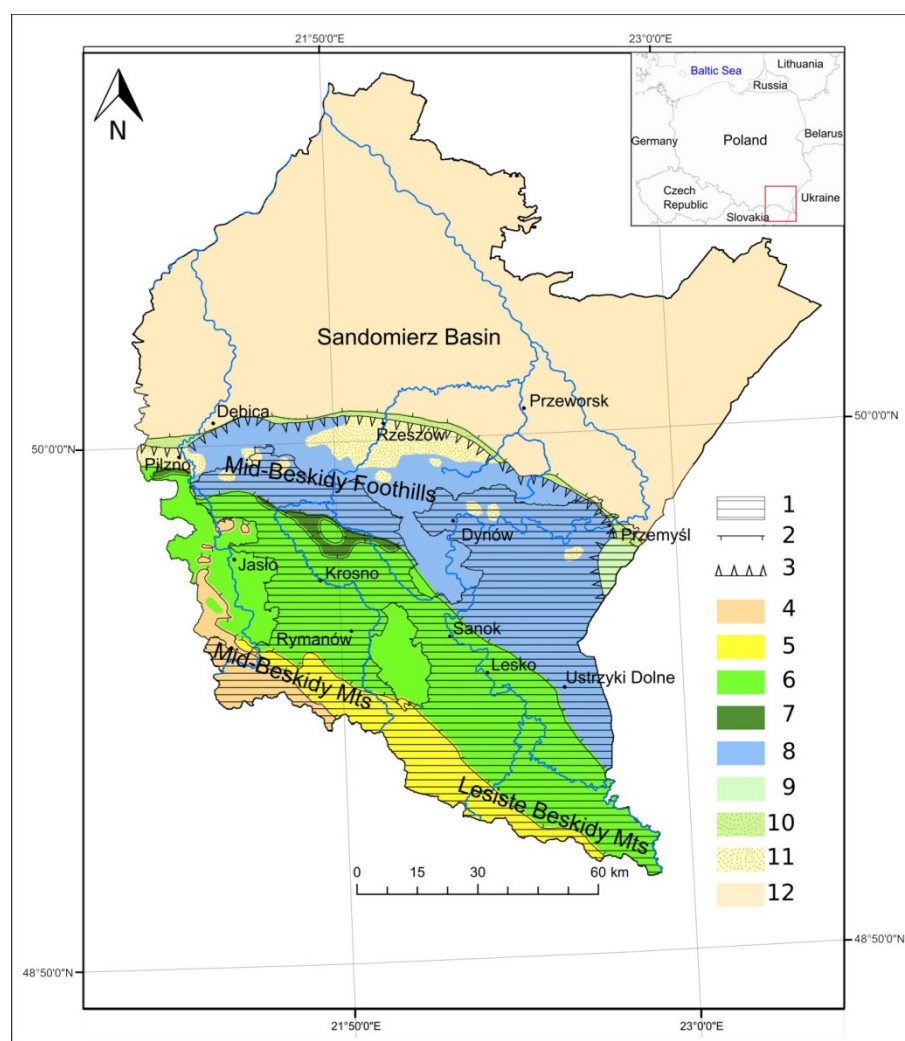 21°50'0"E
23°0'0"E
N
Baltic Sea
Lithuania
Russia
Germany
Poland
Belarus
Czech
Republic
Ukraine
Slovakia
Sandomierz Basin
Dębica
Przeworsk
Rzeszów
50°0'0"N
50°0'0"N
Pilzno
Mid-Beskidy Foothills
Dynów
Przemyśl
Jasło
Krosno
Rymanów
Sanok
Lesko
Mid-Beskidy Mts
Ustrzyki Dolne
Lesiste Beskidy Mts
0 15 30 60 km
1
2
3
4
5
6
7
8
9
10
11
12
48°50'0"N
48°50'0"N
21°50'0"E
23°0'0"E